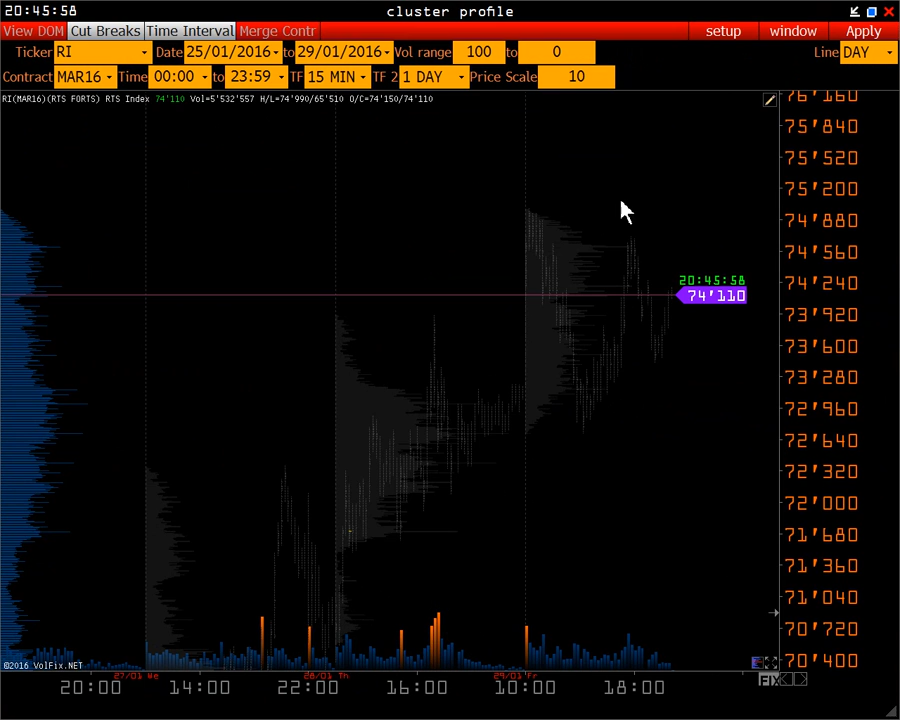 20:45:58 cluster profile
View DOM Cut Breaks Time Interval Merge Contr setup window Apply
Ticker RI Date 25/01/2016 to 29/01/2016 Vol range 100 to 0 Line DAY
Contract MAR16 Time 00:00 to 23:59 TF 15 MIN TF 2 1 DAY Price Scale 10
RI(MAR16)(RTS FORTS) RTS Index 74'110 Vol=5'532'557 H/L=74'990/65'510 O/C=74'150/74'110
76'160
75'840
75'520
75'200
74'880
74'560
20:45:58
74'240
74'110
73'920
73'600
73'280
72'960
72'640
72'320
72'000
71'680
71'360
71'040
70'720
70'400
©2016 VolFix.NET
27/01 We 28/01 Th 29/01 Fr
FIX
20:00 14:00 22:00 16:00 10:00 18:00